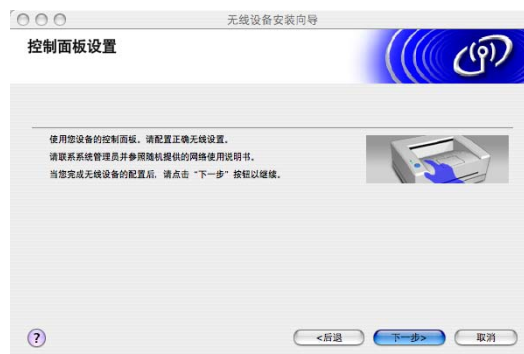 无线设备安装向导
控制面板设置
使用您设备的控制面板。请配置正确无线设置。
请联系系统管理员并参照随机提供的网络使用说明书。
当您完成无线设备的配置后，请点击“下一步”按钮以继续。
?
<后退
下一步>
取消